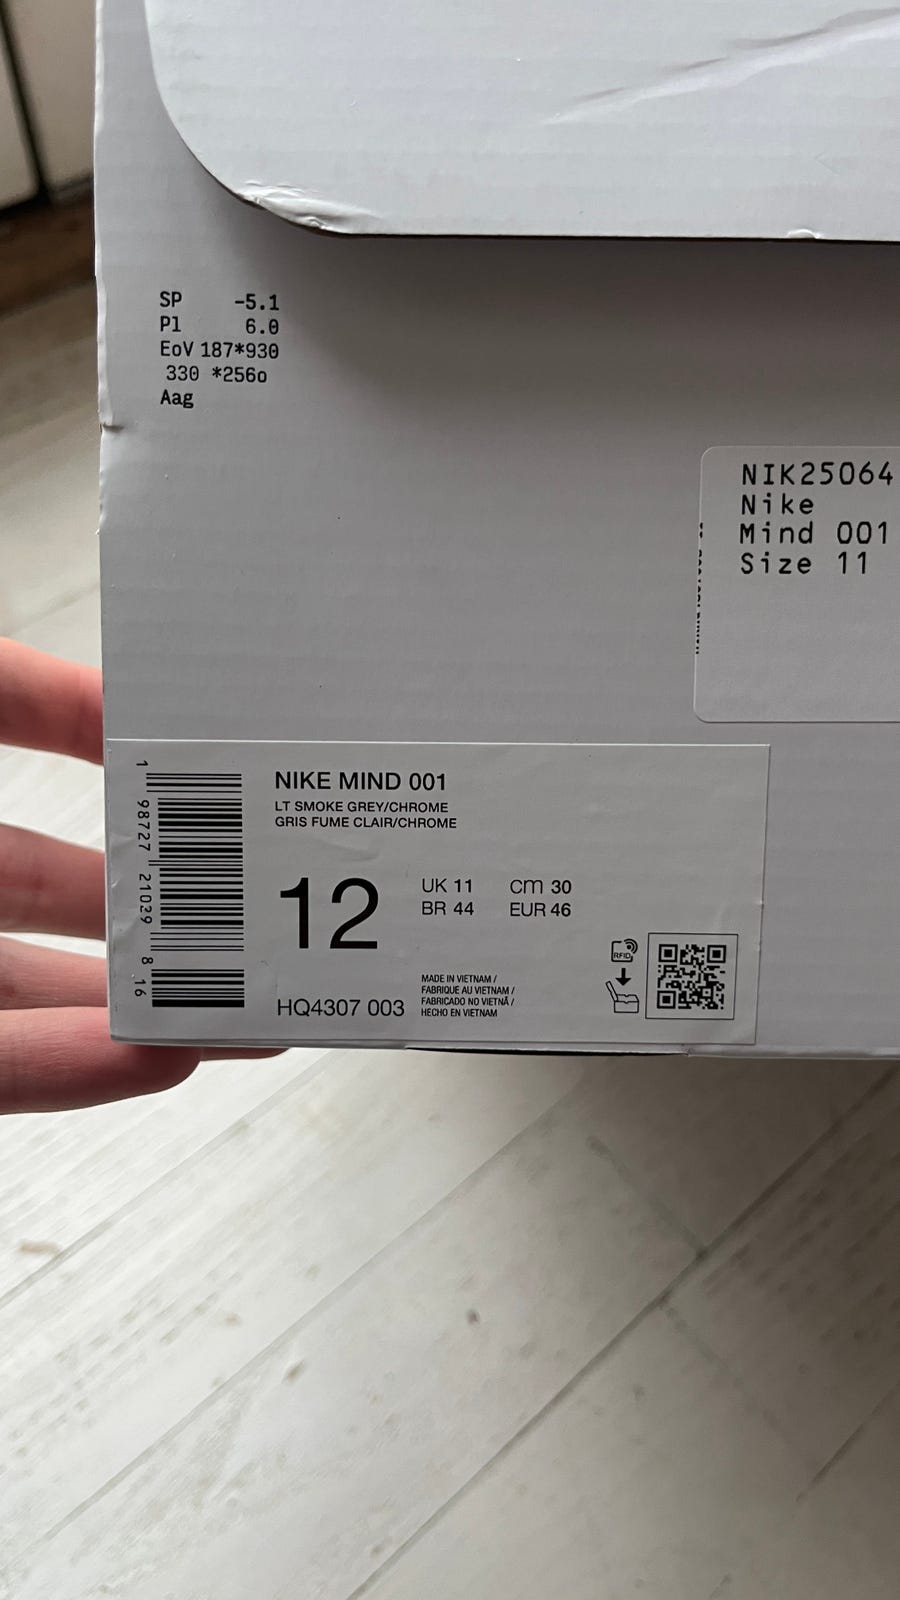 SP -5.1
Pl 6.0
EoV 187*930
330 *256o
Aag
NIK25064
Nike
Mind 001
Size 11
1 98727 21029 8 16
NIKE MIND 001
LT SMOKE GREY/CHROME
GRIS FUME CLAIR/CHROME
12
UK 11 cm 30
BR 44 EUR 46
RFID
HQ4307 003
MADE IN VIETNAM /
FABRIQUE AU VIETNAM /
FABRICADO NO VIETNÃ /
HECHO EN VIETNAM